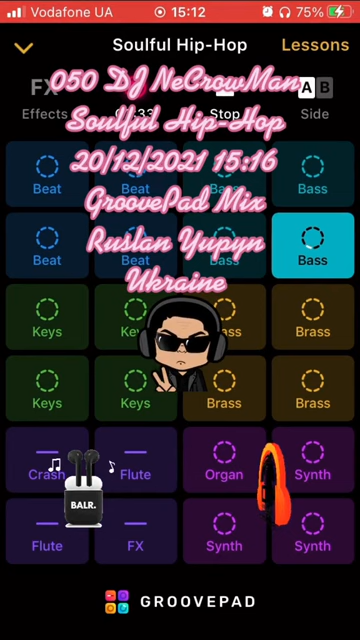 Vodafone UA
15:12
75%
Soulful Hip-Hop
Lessons
050 DJ NeCrowMan
FX
Stop
A B
Effects
Side
Soulful Hip-Hop
20/12/2021 15:16
GroovePad Mix
Ruslan Yupyn
Ukraine
Beat
Beat
Bass
Bass
Beat
Beat
Bass
Bass
Keys
Keys
Brass
Brass
Keys
Keys
Brass
Brass
Crash
Flute
Organ
Synth
BALR.
Flute
FX
Synth
Synth
GROOVEPAD